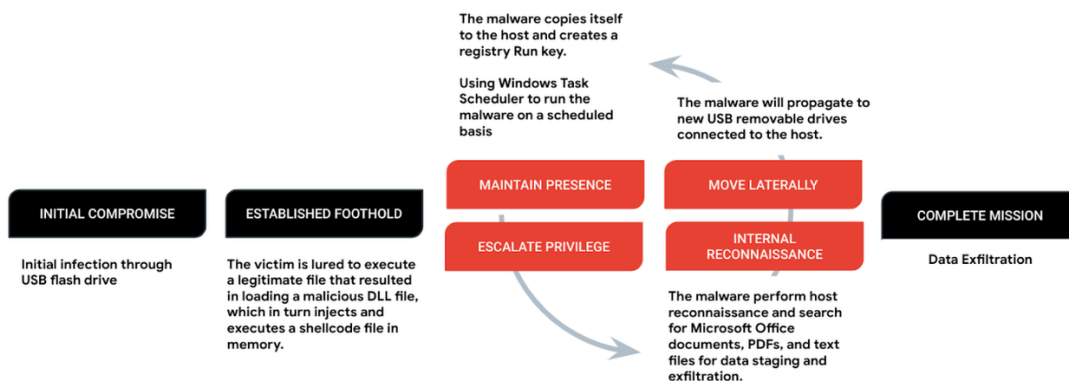 The malware copies itself
to the host and creates a
registry Run key.
Using Windows Task
Scheduler to run the
malware on a scheduled
basis
The malware will propagate to
new USB removable drives
connected to the host.
INITIAL COMPROMISE
ESTABLISHED FOOTHOLD
MAINTAIN PRESENCE
MOVE LATERALLY
ESCALATE PRIVILEGE
INTERNAL
RECONNAISSANCE
COMPLETE MISSION
Initial infection through
USB flash drive
The victim is lured to execute
a legitimate file that resulted
in loading a malicious DLL file,
which in turn injects and
executes a shellcode file in
memory.
The malware perform host
reconnaissance and search
for Microsoft Office
documents, PDFs, and text
files for data staging and
exfiltration.
Data Exfiltration